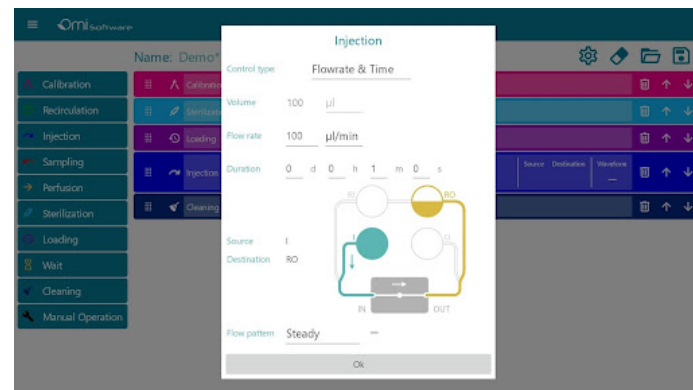 Omi Software
Name: Demo*
Calibration
Recirculation
Injection
Sampling
Perfusion
Sterilization
Loading
Wait
Cleaning
Manual Operation
Calibration
Sterilization
Loading
Injection
Source Destination Waveform
Cleaning
Injection
Control type: Flowrate & Time
Volume 100 µl
Flow rate 100 µl/min
Duration 0 d 0 h 1 m 0 s
RI RO
I
Source I
Destination RO
IN OUT
Flow pattern Steady
Ok